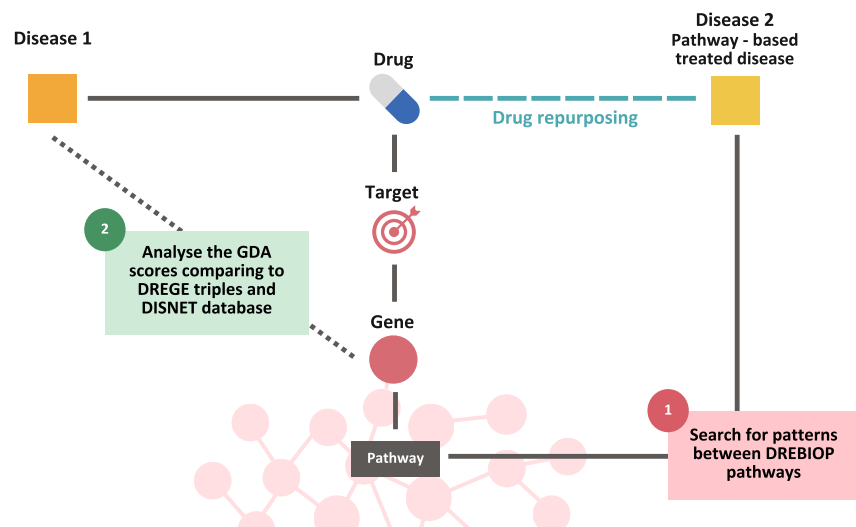 Disease 1
Drug
Disease 2
Pathway - based
treated disease
Drug repurposing
Target
2
Analyse the GDA
scores comparing to
DREGE triples and
DISNET database
Gene
1
Search for patterns
between DREBIOP
pathways
Pathway